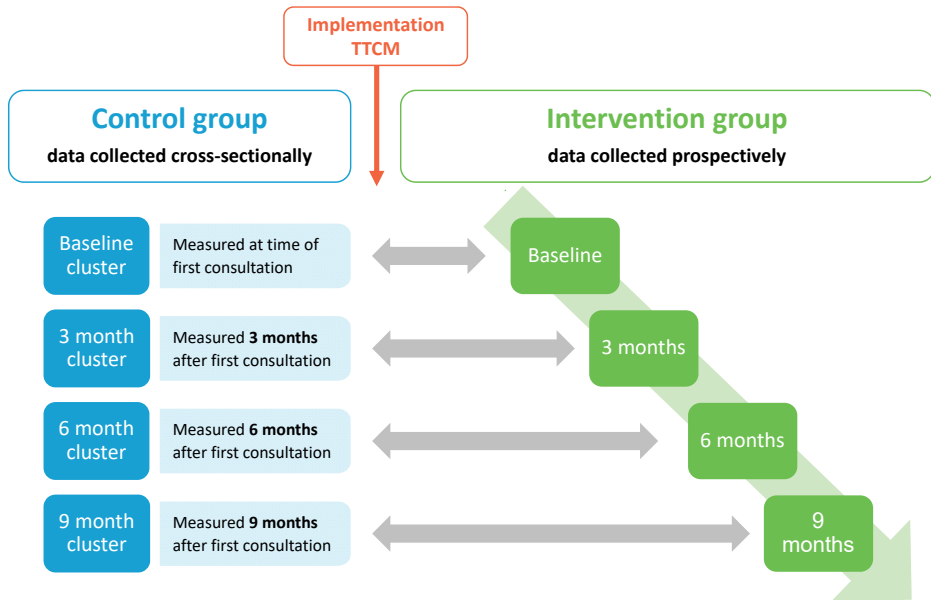 Implementation
TTCM
Control group
data collected cross-sectionally
Intervention group
data collected prospectively
Baseline
cluster
Measured at time of
first consultation
Baseline
3 month
cluster
Measured 3 months
after first consultation
3 months
6 month
cluster
Measured 6 months
after first consultation
6 months
9 month
cluster
Measured 9 months
after first consultation
9
months